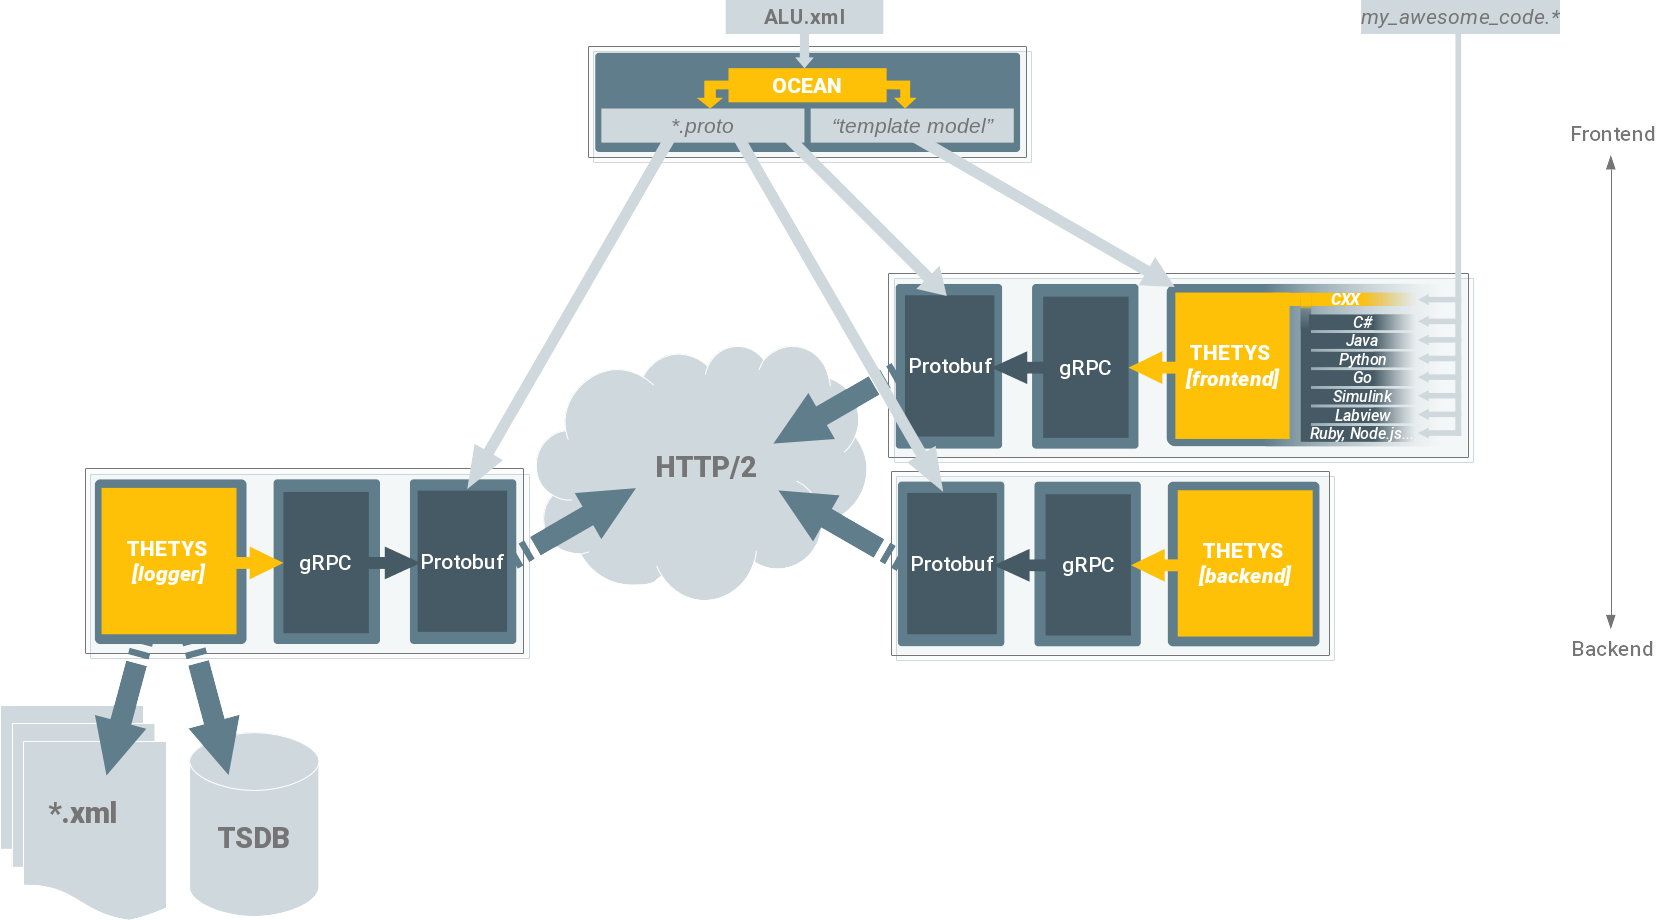 ALU.xml
my_awesome_code.*
OCEAN
*.proto
“template model”
Frontend
CXX
C#
Java
Python
Go
Simulink
Labview
Ruby, Node.js...
THETYS
[frontend]
gRPC
Protobuf
HTTP/2
THETYS
[logger]
gRPC
Protobuf
Protobuf
gRPC
THETYS
[backend]
Backend
*.xml
TSDB